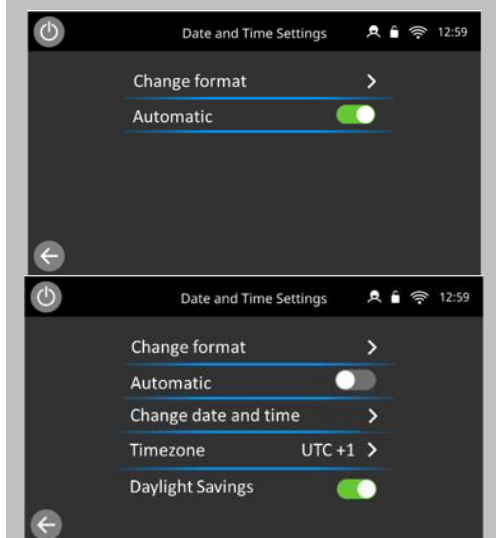 Date and Time Settings 12:59
Change format
Automatic
Date and Time Settings 12:59
Change format
Automatic
Change date and time
Timezone UTC +1
Daylight Savings